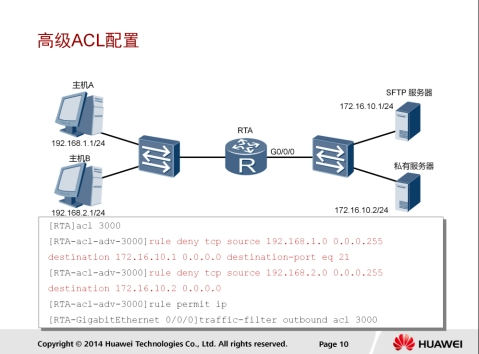 高级ACL配置
主机A
192.168.1.1/24
主机B
192.168.2.1/24
RTA
R
G0/0/0
SFTP 服务器
172.16.10.1/24
私有服务器
172.16.10.2/24
[RTA]acl 3000
[RTA-acl-adv-3000]rule deny tcp source 192.168.1.0 0.0.0.255
destination 172.16.10.1 0.0.0.0 destination-port eq 21
[RTA-acl-adv-3000]rule deny tcp source 192.168.2.0 0.0.0.255
destination 172.16.10.2 0.0.0.0
[RTA-acl-adv-3000]rule permit ip
[RTA-GigabitEthernet 0/0/0]traffic-filter outbound acl 3000
Copyright © 2014 Huawei Technologies Co., Ltd. All rights reserved.
Page 10
HUAWEI